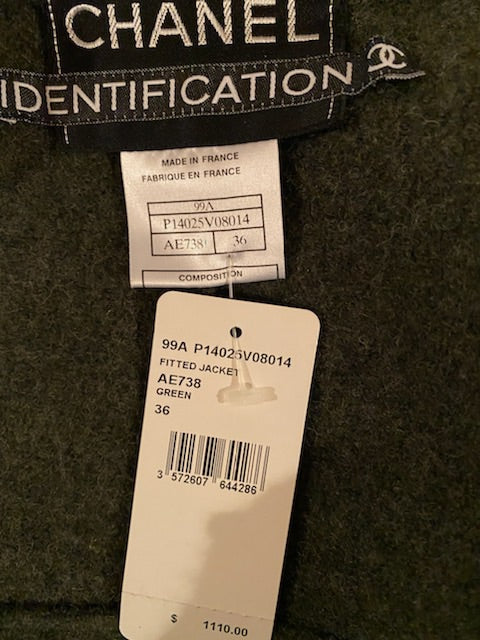 CHANEL
IDENTIFICATION
MADE IN FRANCE
FABRIQUE EN FRANCE
99A
P14025V08014
AE738 36
COMPOSITION
99A P14025V08014
FITTED JACKET
AE738
GREEN
36
3 572607 644286
$ 1110.00